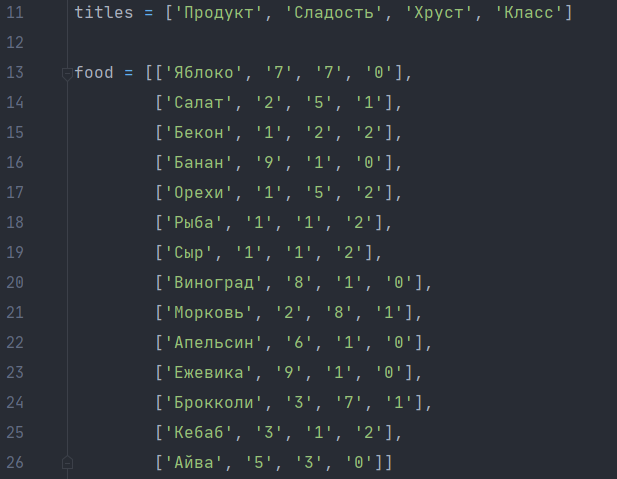 11 titles = ['Продукт', 'Сладость', 'Хруст', 'Класс']
12
13 food = [['Яблоко', '7', '7', '0'],
14 ['Салат', '2', '5', '1'],
15 ['Бекон', '1', '2', '2'],
16 ['Банан', '9', '1', '0'],
17 ['Орехи', '1', '5', '2'],
18 ['Рыба', '1', '1', '2'],
19 ['Сыр', '1', '1', '2'],
20 ['Виноград', '8', '1', '0'],
21 ['Морковь', '2', '8', '1'],
22 ['Апельсин', '6', '1', '0'],
23 ['Ежевика', '9', '1', '0'],
24 ['Брокколи', '3', '7', '1'],
25 ['Кебаб', '3', '1', '2'],
26 ['Айва', '5', '3', '0']]